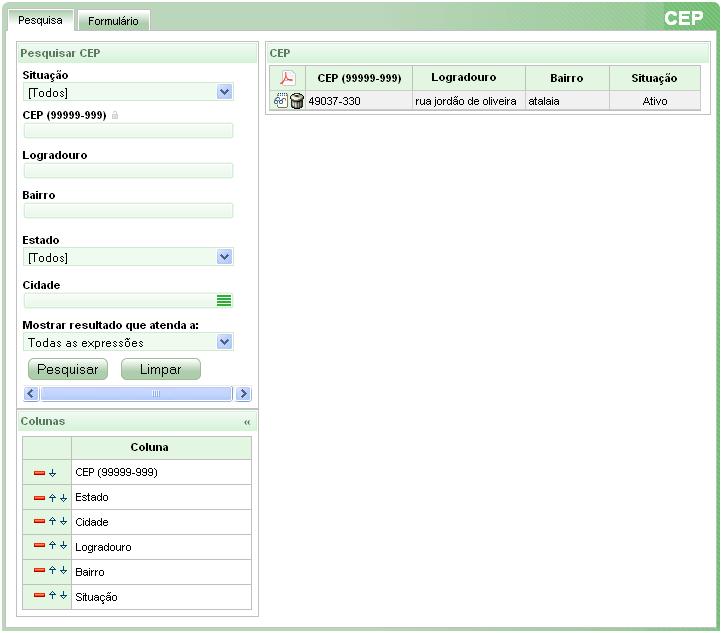 Pesquisa
Formulário
CEP
Pesquisar CEP
Situação
[Todos]
CEP (99999-999)
Logradouro
Bairro
Estado
[Todos]
Cidade
Mostrar resultado que atenda a:
Todas as expressões
Pesquisar
Limpar
Colunas «
Coluna
CEP (99999-999)
Estado
Cidade
Logradouro
Bairro
Situação
CEP
CEP (99999-999) Logradouro Bairro Situação
49037-330 rua jordão de oliveira atalaia Ativo